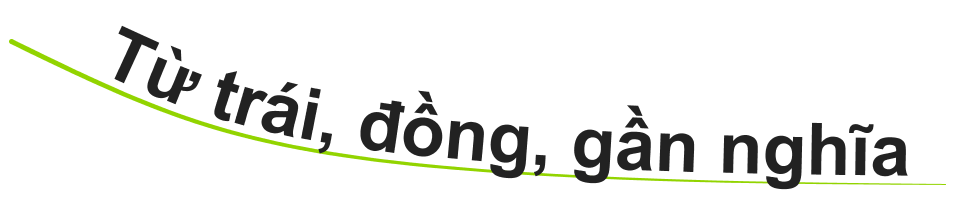 Từ trái, đồng, gần nghĩa